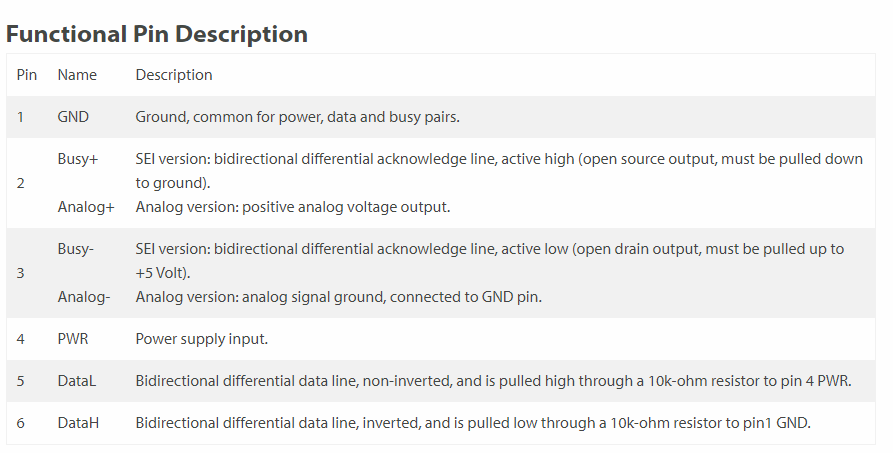 Functional Pin Description
Pin Name Description
1 GND Ground, common for power, data and busy pairs.
Busy+ SEI version: bidirectional differential acknowledge line, active high (open source output, must be pulled down
2 to ground).
Analog+ Analog version: positive analog voltage output.
Busy- SEI version: bidirectional differential acknowledge line, active low (open drain output, must be pulled up to
3 +5 Volt).
Analog- Analog version: analog signal ground, connected to GND pin.
4 PWR Power supply input.
5 DataL Bidirectional differential data line, non-inverted, and is pulled high through a 10k-ohm resistor to pin 4 PWR.
6 DataH Bidirectional differential data line, inverted, and is pulled low through a 10k-ohm resistor to pin1 GND.